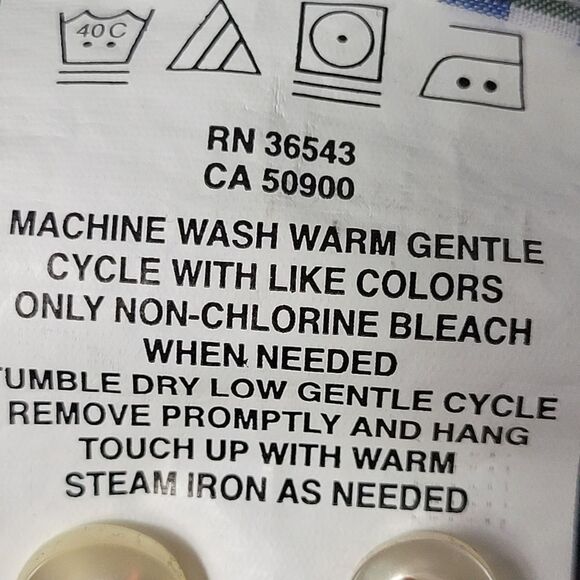 40C
RN 36543
CA 50900
MACHINE WASH WARM GENTLE
CYCLE WITH LIKE COLORS
ONLY NON-CHLORINE BLEACH
WHEN NEEDED
TUMBLE DRY LOW GENTLE CYCLE
REMOVE PROMPTLY AND HANG
TOUCH UP WITH WARM
STEAM IRON AS NEEDED